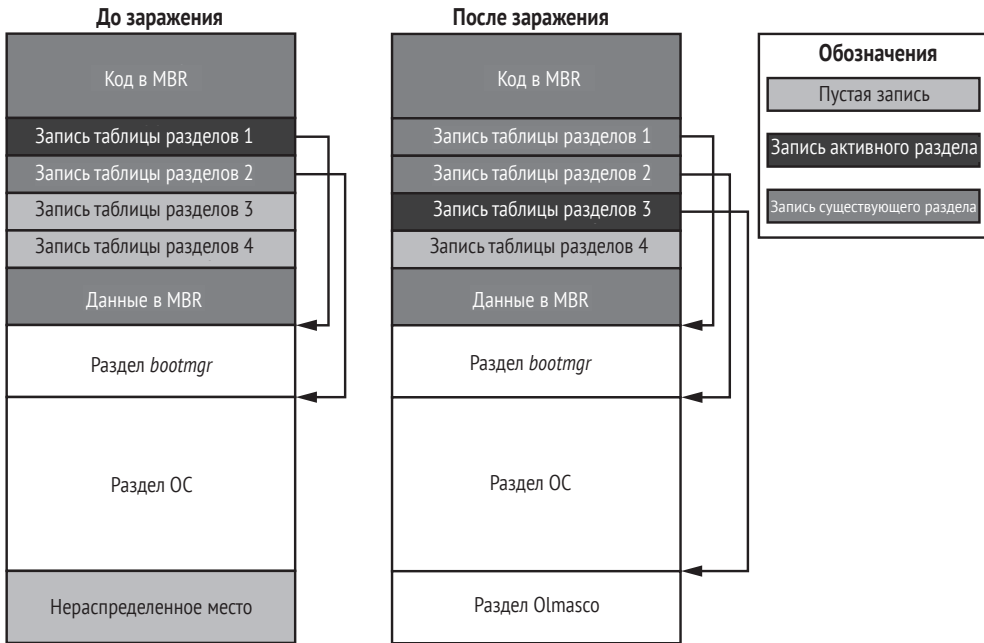 До заражения
Код в MBR
Запись таблицы разделов 1
Запись таблицы разделов 2
Запись таблицы разделов 3
Запись таблицы разделов 4
Данные в MBR
Раздел bootmgr
Раздел ОС
Нераспределенное место
После заражения
Код в MBR
Запись таблицы разделов 1
Запись таблицы разделов 2
Запись таблицы разделов 3
Запись таблицы разделов 4
Данные в MBR
Раздел bootmgr
Раздел ОС
Раздел Olmasco
Обозначения
Пустая запись
Запись активного раздела
Запись существующего раздела